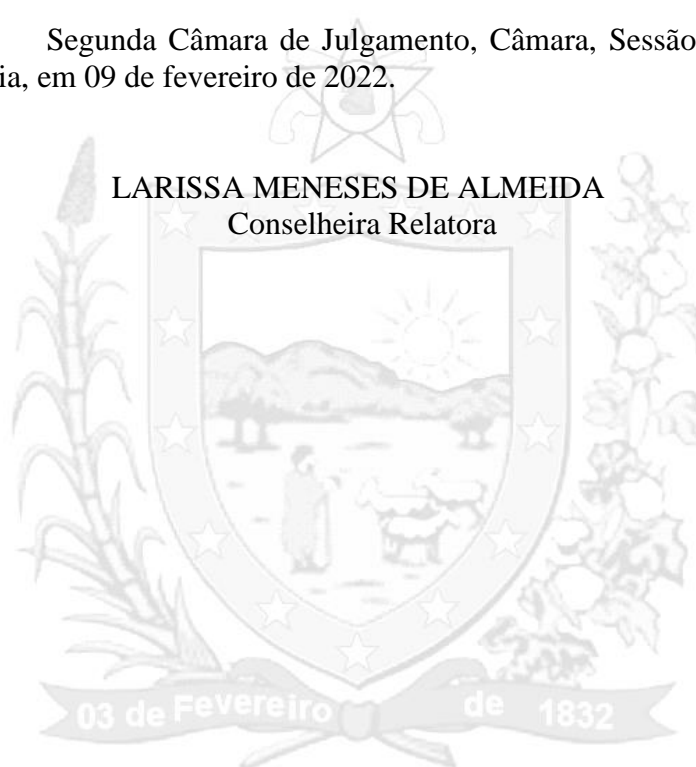 Segunda Câmara de Julgamento, Câmara, Sessão
ia, em 09 de fevereiro de 2022.
LARISSA MENESES DE ALMEIDA
Conselheira Relatora
03 de Fevereiro de 1832